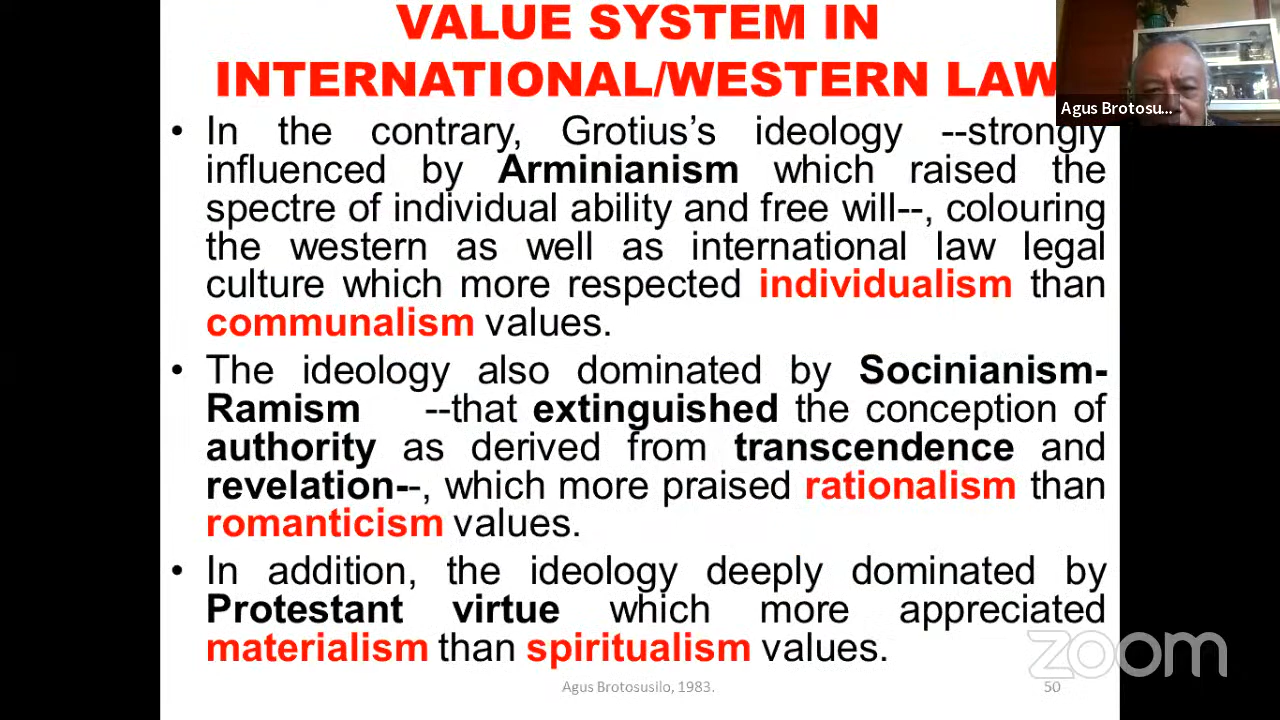 VALUE SYSTEM IN
INTERNATIONAL/WESTERN LAW
Agus Brotosu...
• In the contrary, Grotius’s ideology --strongly
influenced by Arminianism which raised the
spectre of individual ability and free will--, colouring
the western as well as international law legal
culture which more respected individualism than
communalism values.
• The ideology also dominated by Socinianism-
Ramism --that extinguished the conception of
authority as derived from transcendence and
revelation--, which more praised rationalism than
romanticism values.
• In addition, the ideology deeply dominated by
Protestant virtue which more appreciated
materialism than spiritualism values.
zoom
Agus Brotosusilo, 1983.
50